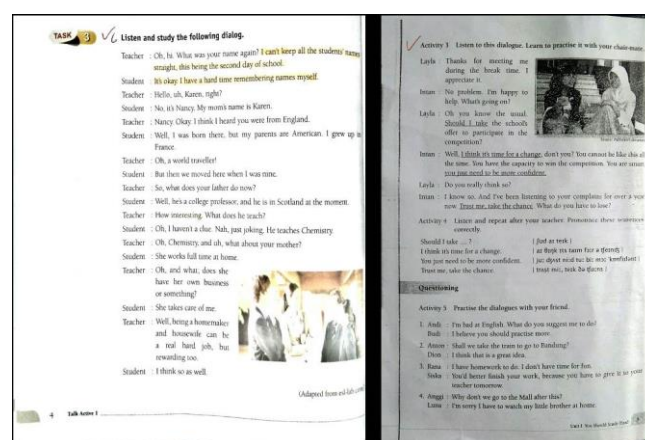 TASK 3
Listen and study the following dialog.
Teacher : Oh, hi. What was your name again? I can't keep all the students' names
straight, this being the second day of school.
Student : It's okay. I have a hard time remembering names myself.
Teacher : Hello, uh, Karen, right?
Student : No, it's Nancy. My mom's name is Karen.
Teacher : Nancy. Okay. I think I heard you were from England.
Student : Well, I was born there, but my parents are American. I grew up in
France.
Teacher : Oh, a world traveller!
Student : But then we moved here when I was nine.
Teacher : So, what does your father do now?
Student : Well, he's a college professor, and he is in Scotland at the moment.
Teacher : How interesting. What does he teach?
Student : Oh, I haven't a clue. Nah, just joking. He teaches Chemistry.
Teacher : Oh, Chemistry, and uh, what about your mother?
Student : She works full time at home.
Teacher : Oh, and what, does she
have her own business
or something?
Student : She takes care of me.
Teacher : Well, being a homemaker
and housewife can be
a real hard job, but
rewarding too.
Student : I think so as well.
(Adapted from
4 Talk Active 1
Activity 3 Listen to this dialogue. Learn to practise it with your chair-mate.
Layla : Thanks for meeting me
during the break time. I
appreciate it.
Intan : No problem. I'm happy to
help. What's going on?
Layla : Oh you know the usual.
Should I take the school's
offer to participate in the
competition?
Intan : Well, I think it's time for a change, don't you? You cannot be like this all
the time. You have the capacity to win the competition. You are smart
you just need to be more confident.
Layla : Do you really think so?
Intan : I know so. And I've been listening to your complains for over a year
now. Trust me, take the chance. What do you have to lose?
Activity 4 Listen and repeat after your teacher. Pronounce these sentences
correctly.
Should I take ... ?
I think it's time for a change.
You just need to be more confident.
Trust me, take the chance.
Questioning
Activity 5 Practise the dialogues with your friend.
1. Andi : I'm bad at English. What do you suggest me to do?
Budi : I believe you should practise more.
2. Anton : Shall we take the train to go to Bandung?
Dion : I think that is a great idea.
3. Rana : I have homework to do. I don't have time for fun.
Siska : You'd better finish your work, because you have to give it to your
teacher tomorrow.
4. Anggi : Why don't we go to the Mall after this?
Luna : I'm sorry I have to watch my little brother at home.